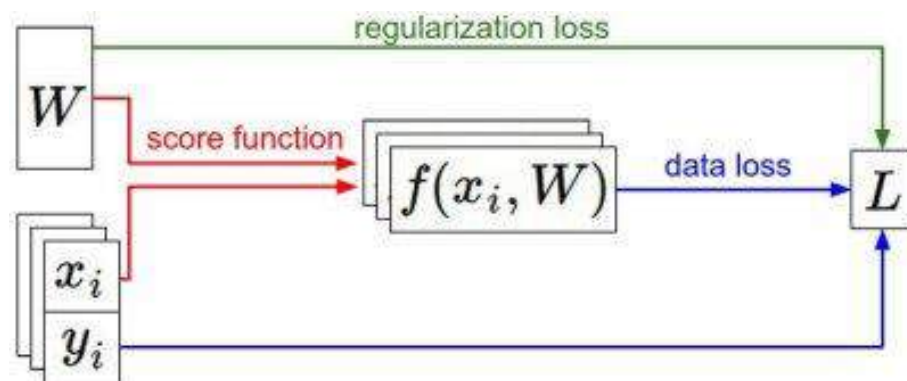 regularization loss
W
score function
f(x_i, W)
data loss
L
x_i
y_i